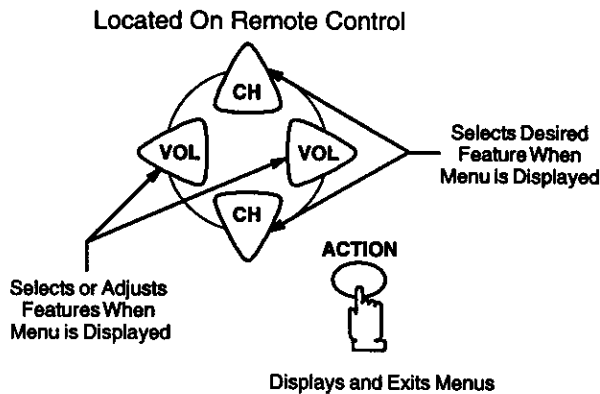 Located On Remote Control
CH
VOL
VOL
CH
Selects Desired
Feature When
Menu is Displayed
ACTION
Selects or Adjusts
Features When
Menu is Displayed
Displays and Exits Menus